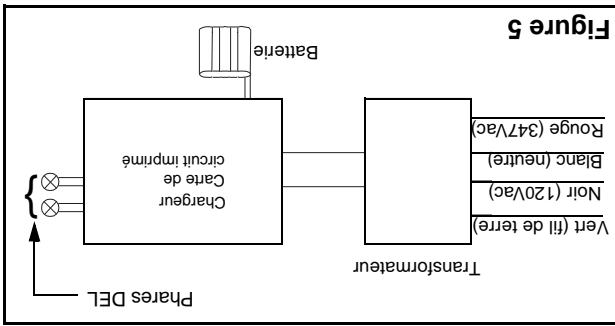 Phares DEL
Transformateur
Vert (fil de terre)
Noir (120Vac)
Blanc (neutre)
Rouge (347Vac)
Chargeur
Carte de
circuit imprimé
Batterie
Figure 5